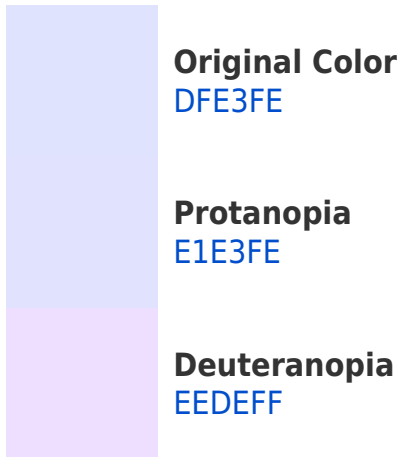 Original Color
DFE3FE
Protanopia
E1E3FE
Deuteranopia
EEDEFF